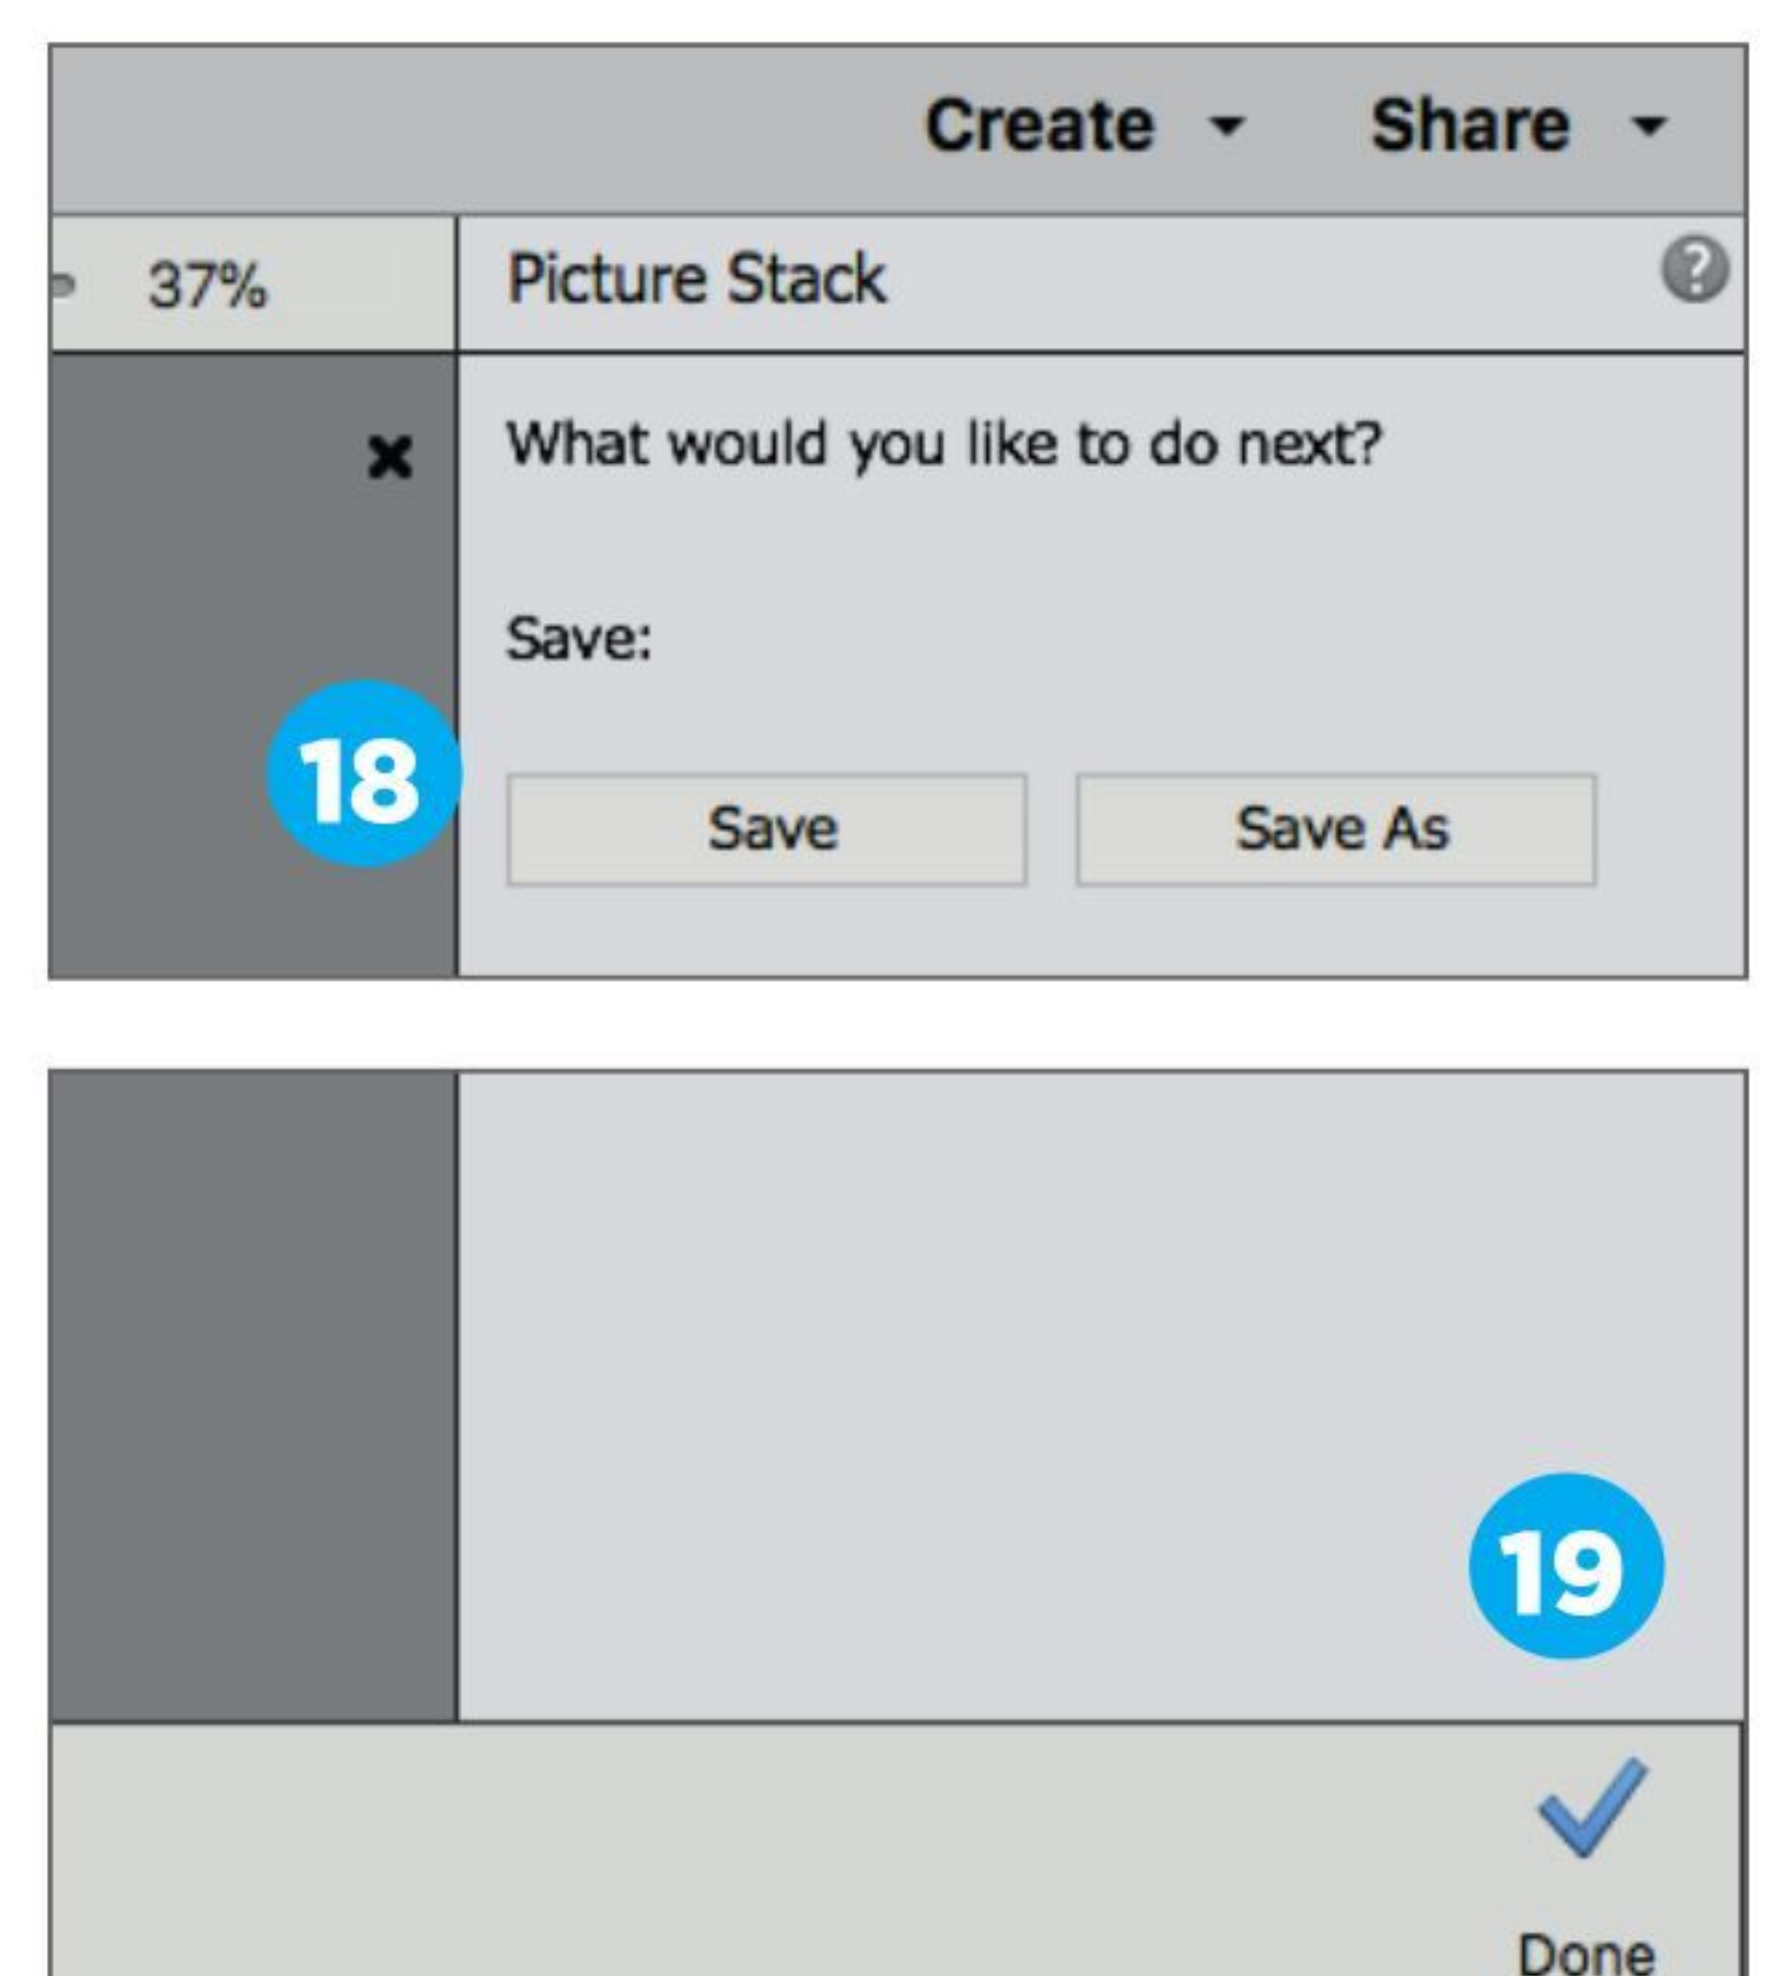 Create Share
37% Picture Stack ?
What would you like to do next?
Save:
18
Save Save As
19
Done